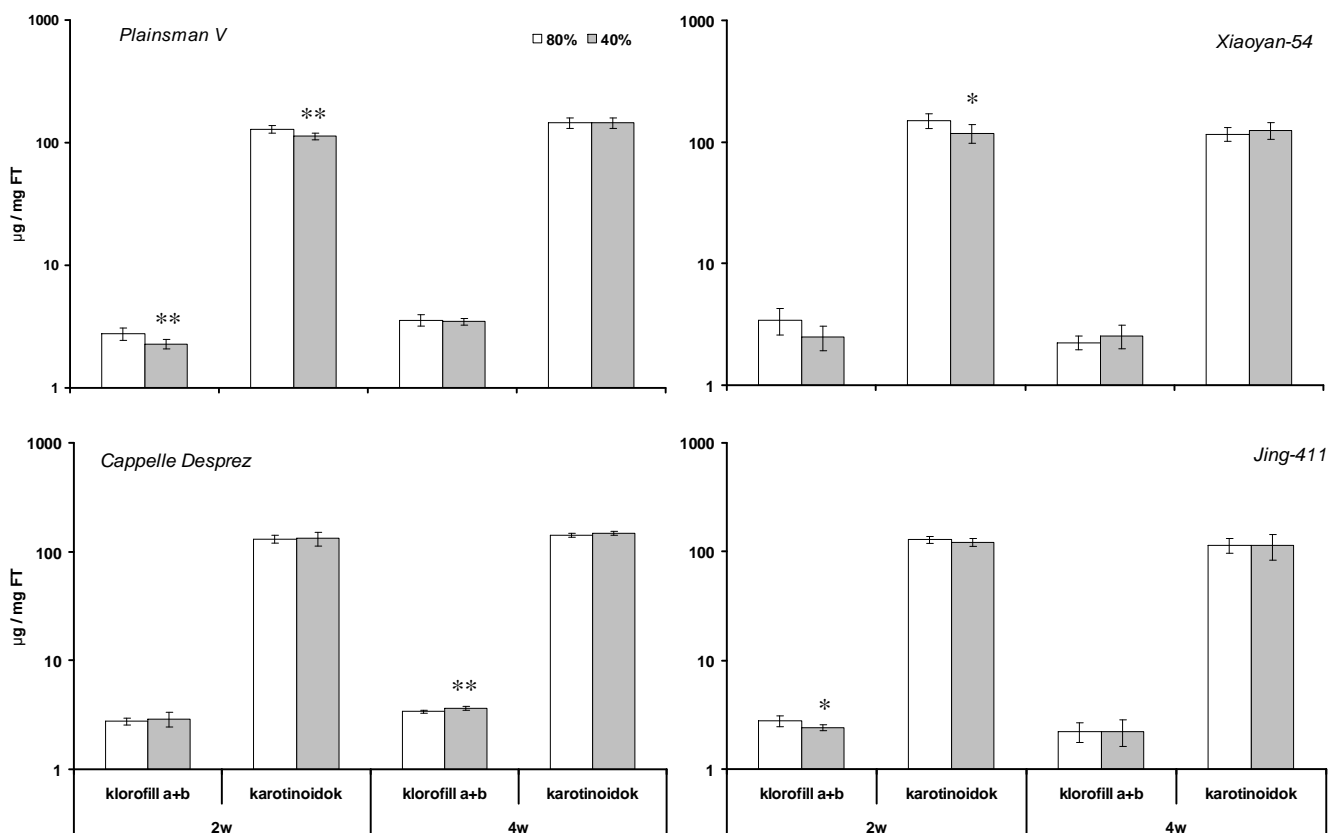 Plainsman V
80% 40%
1000
100
10
1
µg / mg FT
** ** 
Xiaoyan-54
1000
100
10
1
*
Cappelle Desprez
1000
100
10
1
µg / mg FT
**
klorofill a+b karotinoidok klorofill a+b karotinoidok
2w 4w
Jing-411
1000
100
10
1
*
klorofill a+b karotinoidok klorofill a+b karotinoidok
2w 4w